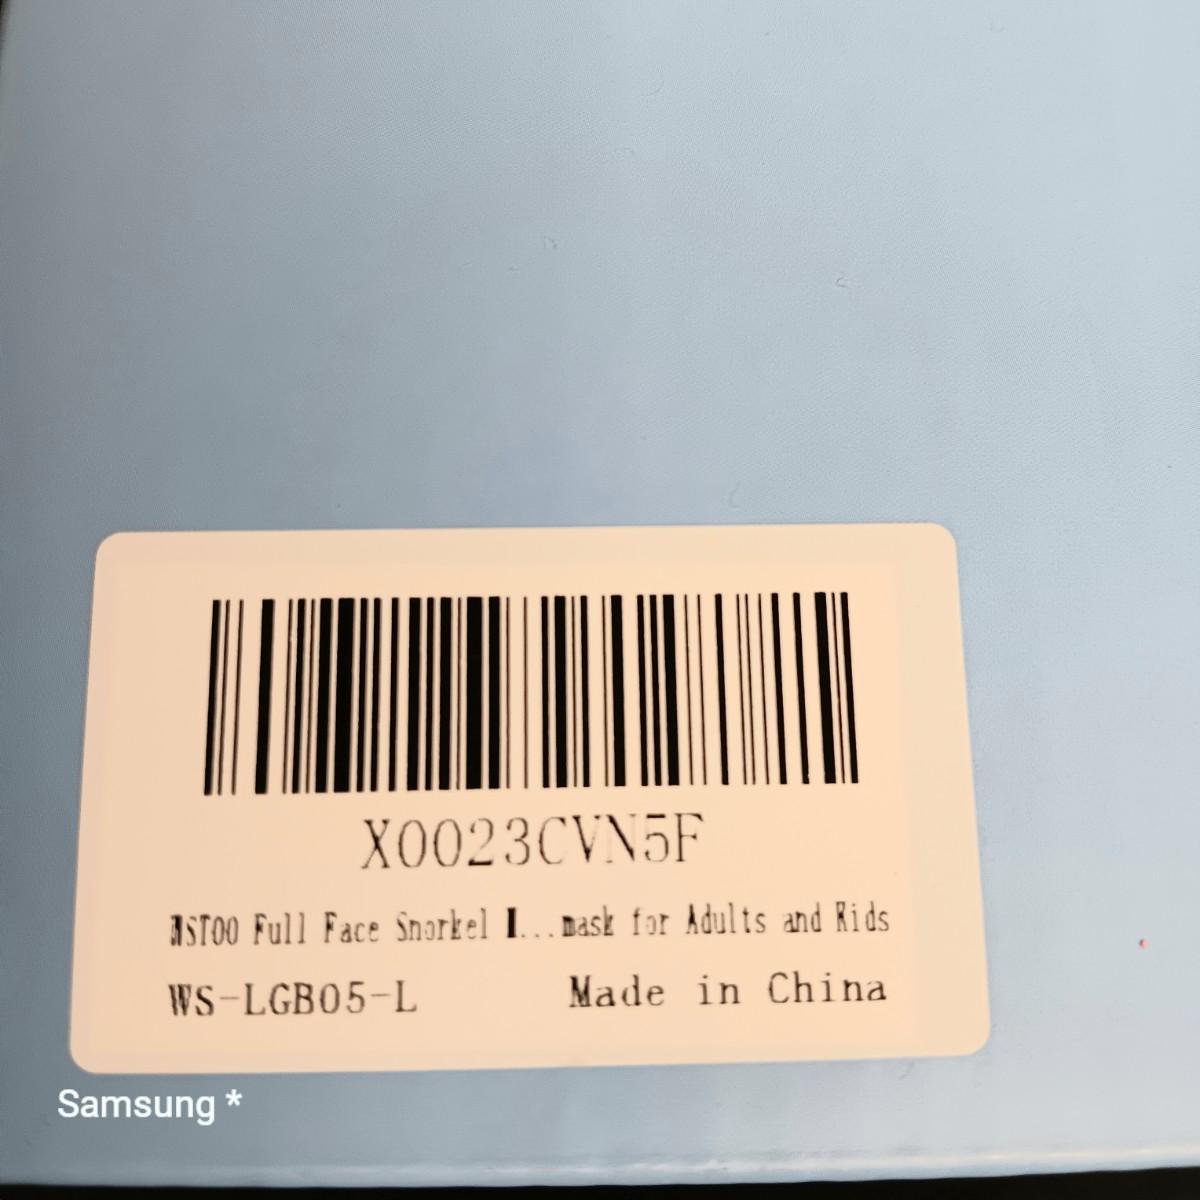 X0023CVN5F
WSTOO Full Face Snorkel M...mask for Adults and Kids
WS-LGB05-L Made in China
Samsung *